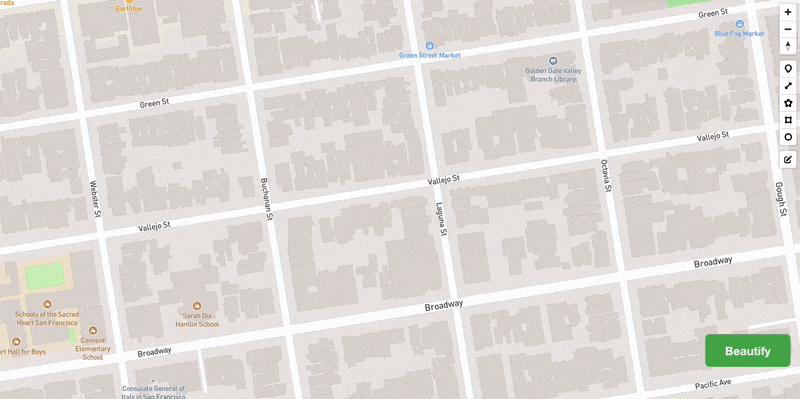 rada
Earthbar
Green St
Blue Fog Market
Green Street Market
Golden Gate Valley
Branch Library
Green St
Vallejo St
Webster St
Buchanan St
Vallejo St
Octavia St
Gough St
Laguna St
Vallejo St
Broadway
Schools of the Sacred
Heart San Francisco
Sarah Dix
Hamlin School
Broadway
Convent
Elementary
School
rt Hall for Boys
Broadway
Beautify
Consulate General of
Italy in San Francisco
Pacific Ave